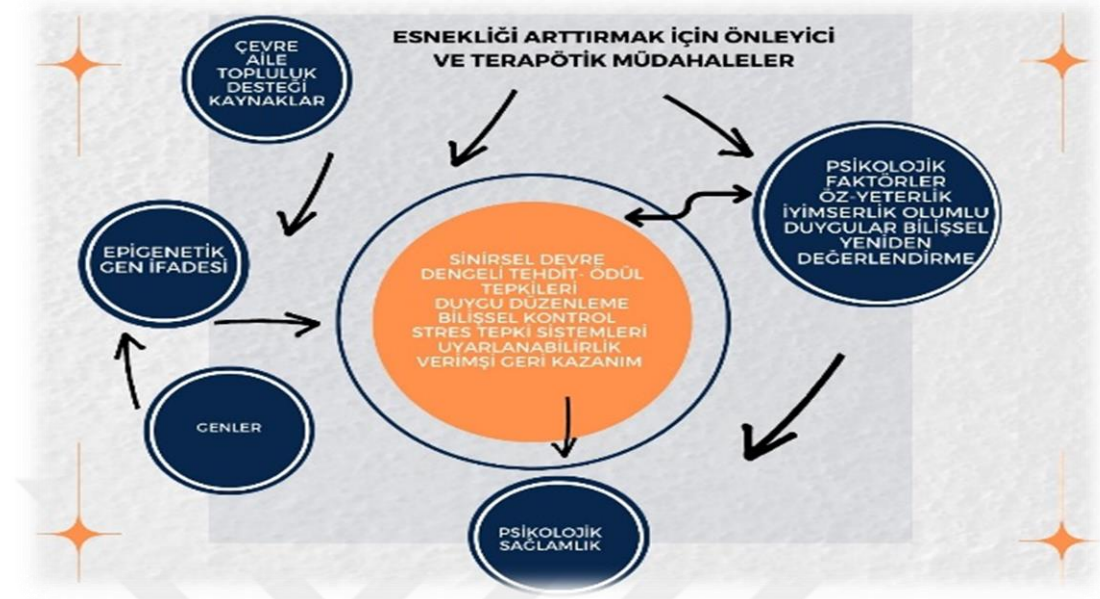 ESNEKLİĞİ ARTTIRMAK İÇİN ÖNLEYİCİ
VE TERAPÖTİK MÜDAHALELER
ÇEVRE
AİLE
TOPLULUK
DESTEĞİ
KAYNAKLAR
PSİKOLOJİK
FAKTÖRLER
ÖZ-YETERLİK
İYİMSERLİK OLUMLU
DUYGULAR BİLİŞSEL
YENİDEN
DEĞERLENDİRME
EPİGENETİK
GEN İFADESİ
SİNİRSEL DEVRE
DENGELİ TEHDİT- ÖDÜL
TEPKİLERİ
DUYGU DÜZENLEME
BİLİŞSEL KONTROL
STRES TEPKİ SİSTEMLERİ
UYARLANABİLİRLİK
VERİMŞİ GERİ KAZANIM
GENLER
PSİKOLOJİK
SAĞLAMLIK